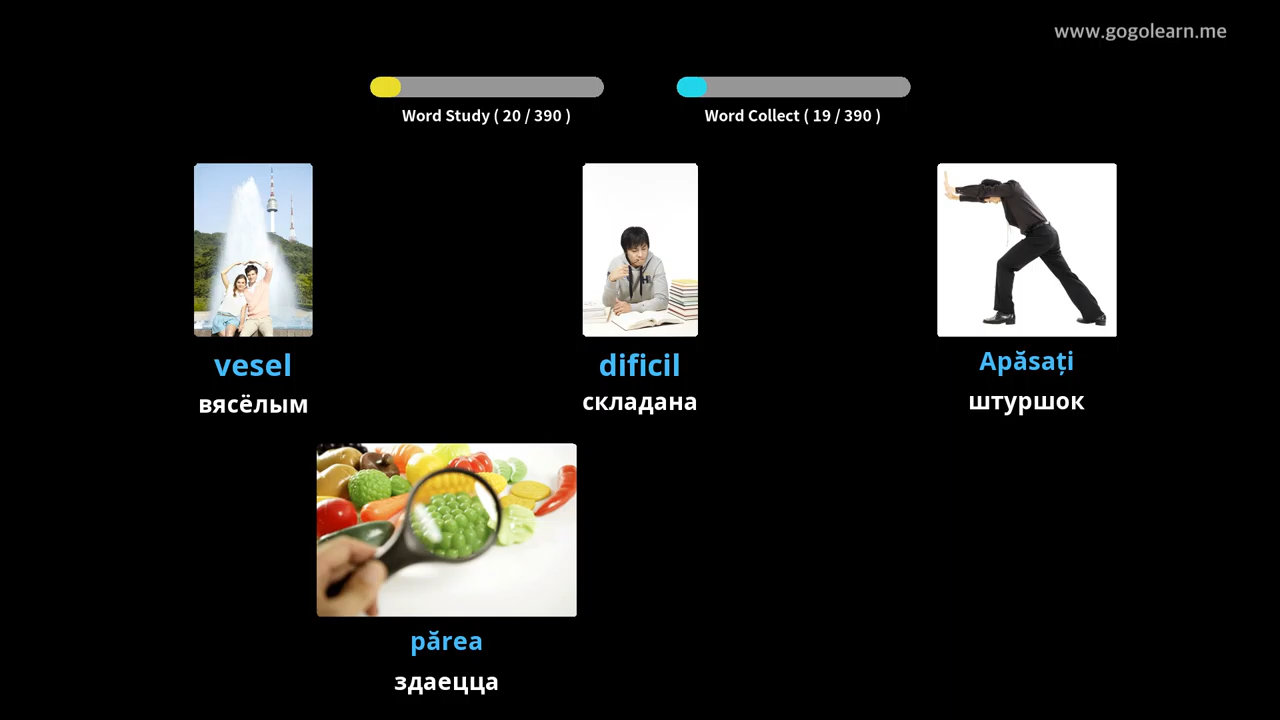 www.gogolearn.me
Word Study ( 20 / 390 )
Word Collect ( 19 / 390 )
vesel
вясёлым
dificil
складана
Apăsați
штуршок
părea
здаецца